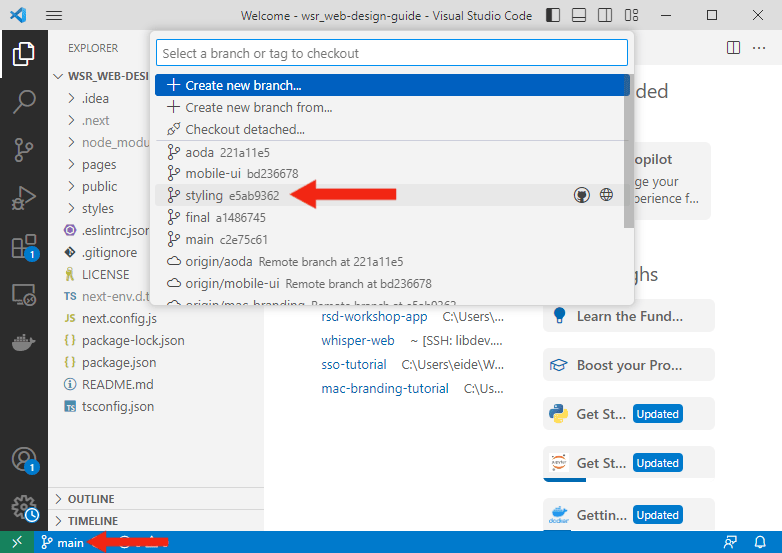 Welcome - wsr_web-design-guide - Visual Studio Code
EXPLORER
Select a branch or tag to checkout
WSR_WEB-DESI
Create new branch...
Create new branch from...
Checkout detached...
aoda 221a11e5
mobile-ui bd236678
styling e5ab9362
final a1486745
main c2e75c61
origin/aoda Remote branch at 221a11e5
origin/mobile-ui Remote branch at bd236678
origin/mac-branding Remote branch at e5ab9362
.idea
.next
node_modu
pages
public
styles
.eslintrc.json
.gitignore
LICENSE
next-env.d.t
next.config.js
package-lock.json
package.json
README.md
tsconfig.json
ded
opilot
ge your
xperience f...
ghs
rsd-workshop-app C:\Users\...
whisper-web ~ [SSH: libdev....
sso-tutorial C:\Users\eide\W...
mac-branding-tutorial C:\Us...
Learn the Fund...
Boost your Pro...
Get St... Updated
Get St... Updated
Gettin... Updated
docker
1
1
OUTLINE
TIMELINE
main